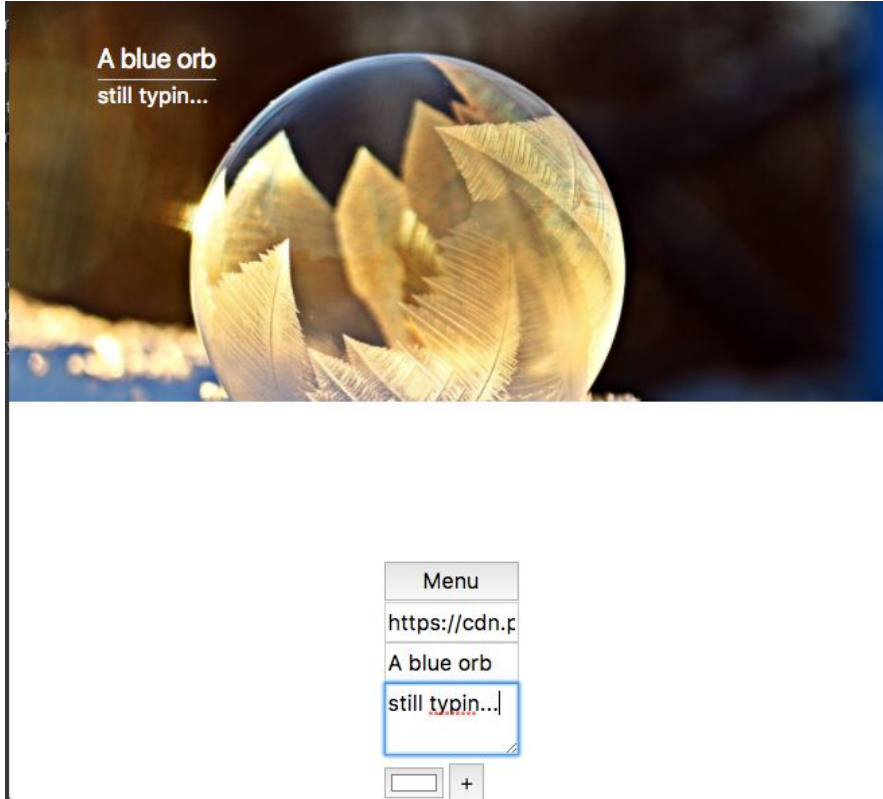 A blue orb
still typin...
Menu
https://cdn.p
A blue orb
still typin...
+